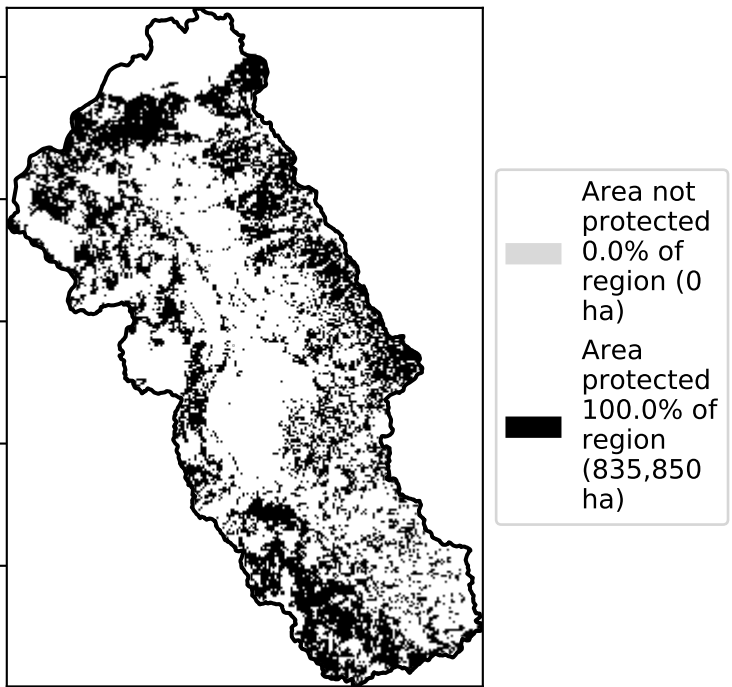 Area not
protected
0.0% of
region (0
ha)
Area
protected
100.0% of
region
(835,850
ha)